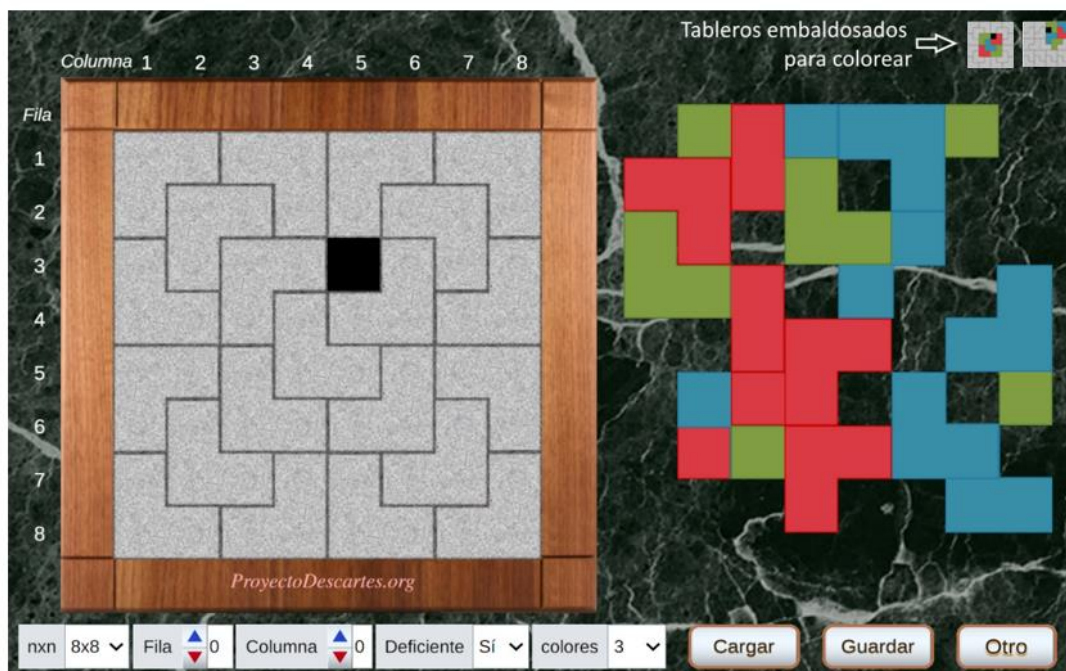 Tableros embaldosados
para colorear
Columna 1 2 3 4 5 6 7 8
Fila
1
2
3
4
5
6
7
8
ProyectoDescartes.org
nxn 8x8 Fila 0 Columna 0 Deficiente Sí colores 3 Cargar Guardar Otro